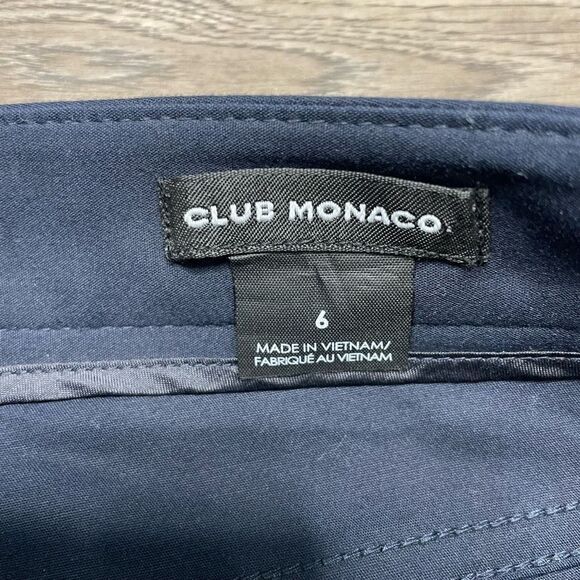 CLUB MONACO
6
MADE IN VIETNAM/
FABRIQUÉ AU VIETNAM